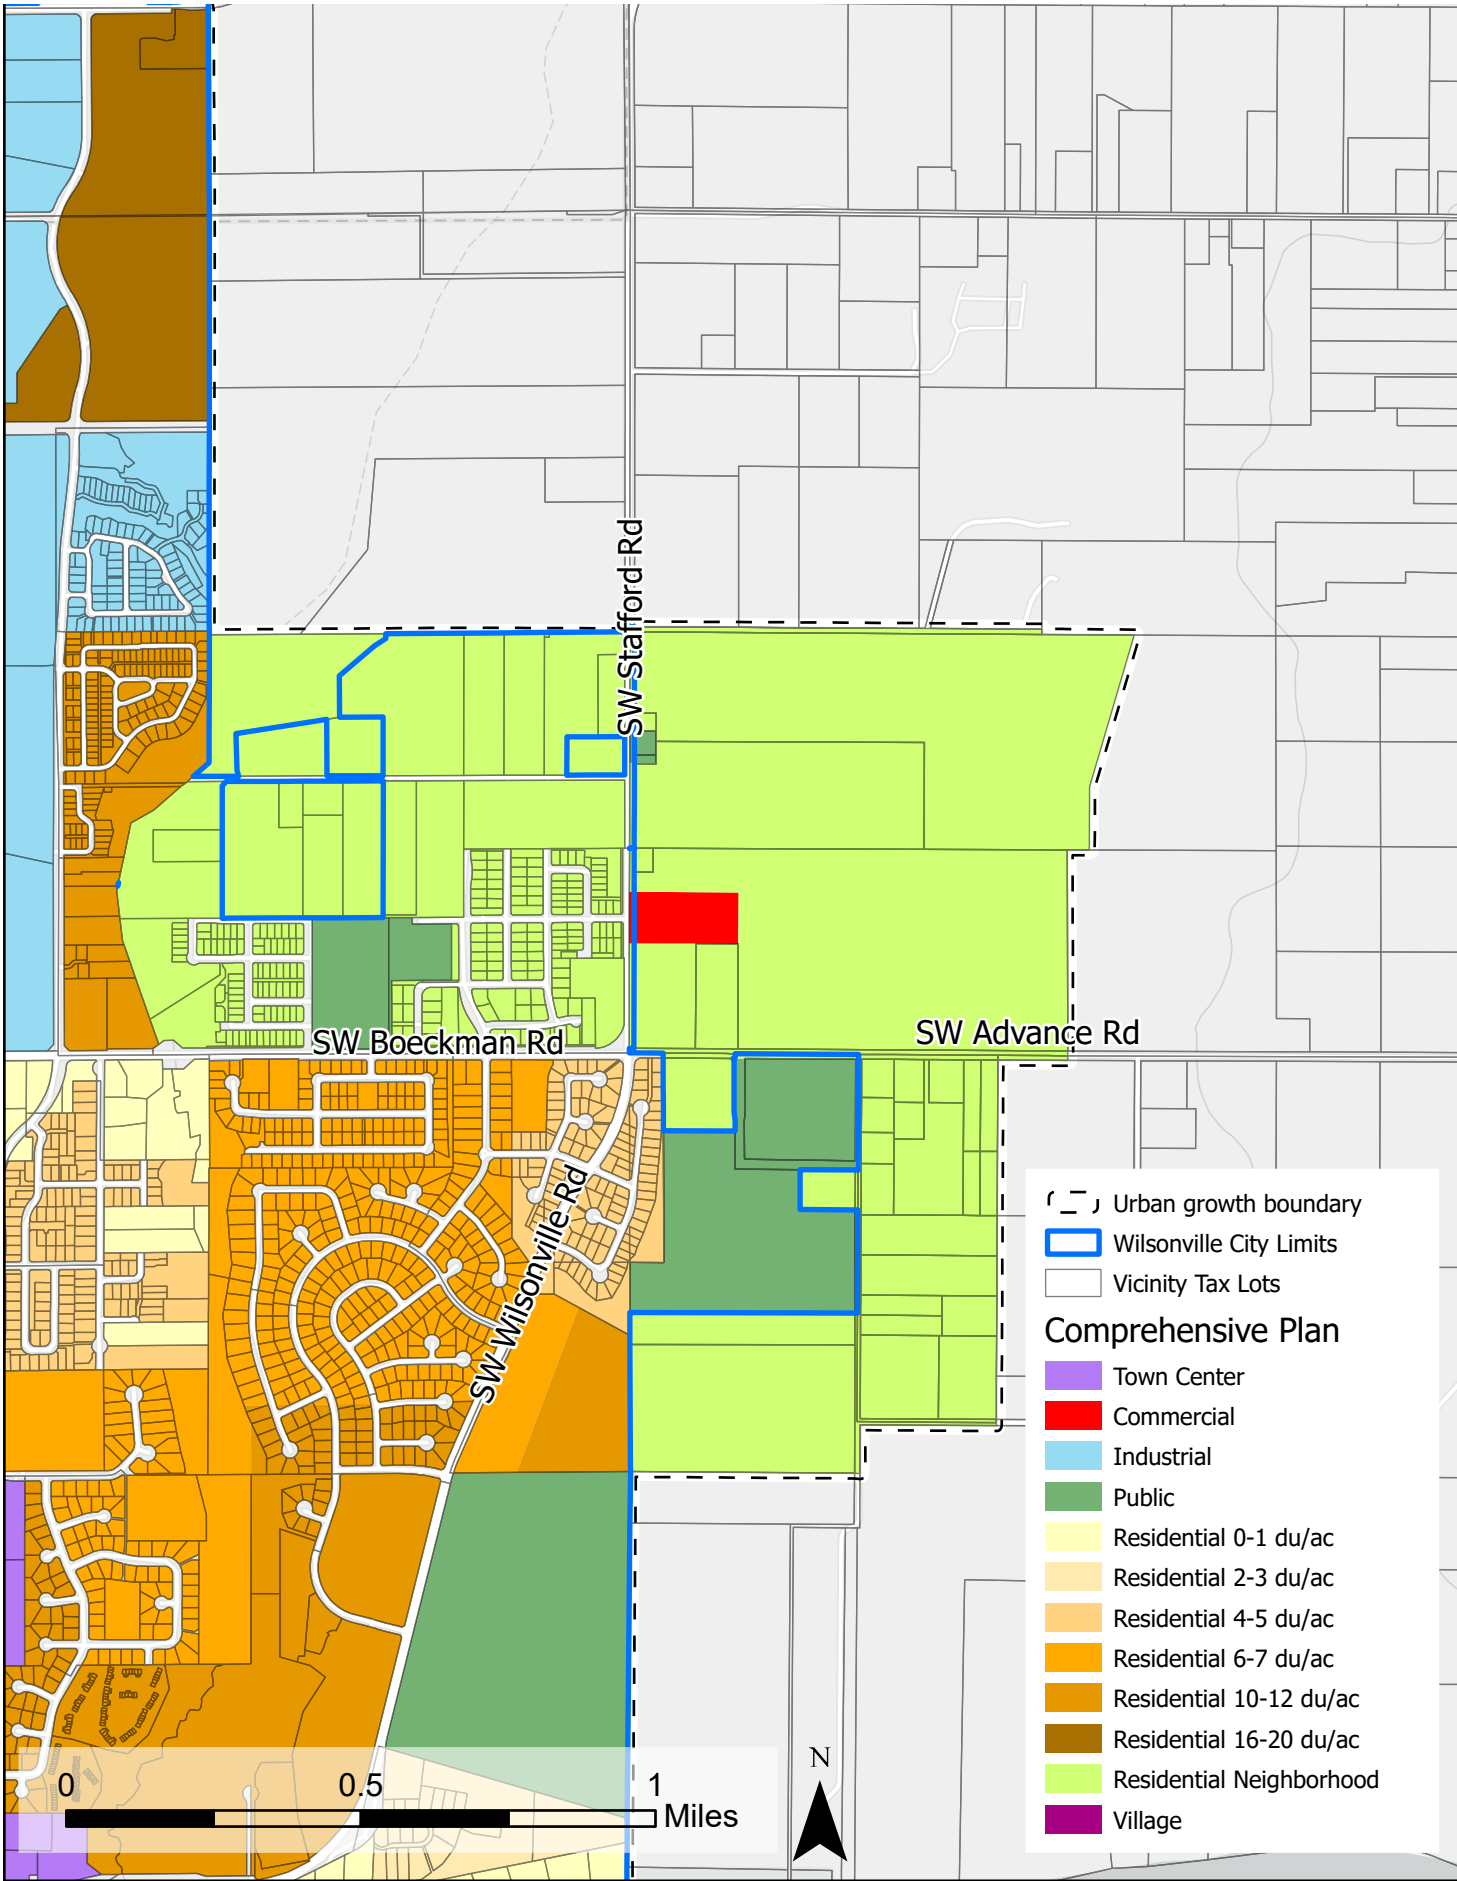 SW Stafford Rd
SW Boeckman Rd
SW Advance Rd
SW Wilsonville Rd
Urban growth boundary
Wilsonville City Limits
Vicinity Tax Lots
Comprehensive Plan
Town Center
Commercial
Industrial
Public
Residential 0-1 du/ac
Residential 2-3 du/ac
Residential 4-5 du/ac
Residential 6-7 du/ac
Residential 10-12 du/ac
Residential 16-20 du/ac
Residential Neighborhood
Village
N
0 0.5 1
Miles